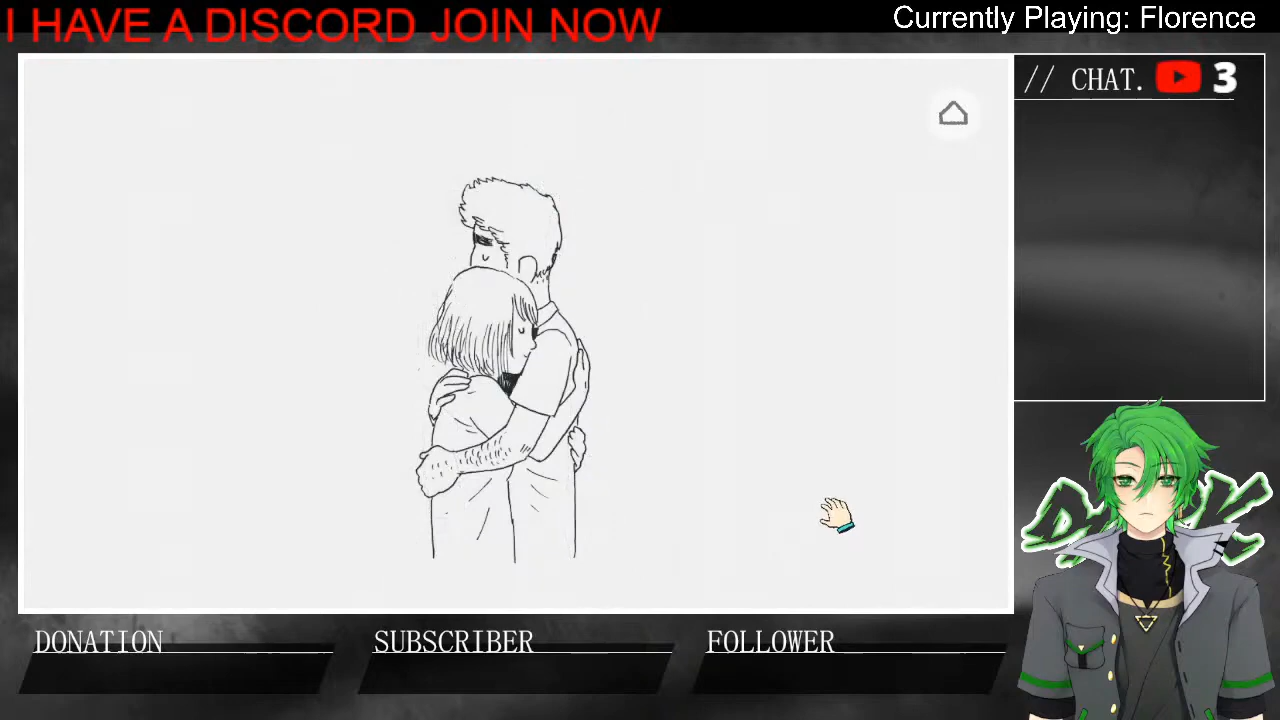 I HAVE A DISCORD JOIN NOW
Currently Playing: Florence
// CHAT. 3
DONATION
SUBSCRIBER
FOLLOWER